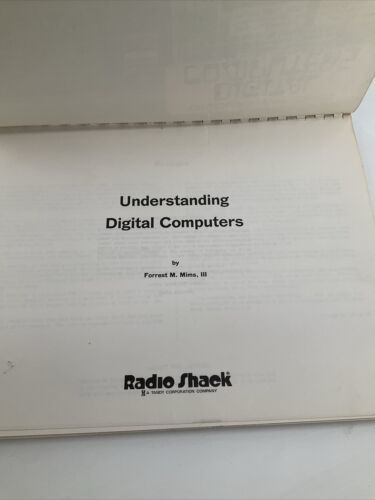 Understanding
Digital Computers
by
Forrest M. Mims, III
Radio Shack
A TANDY CORPORATION COMPANY